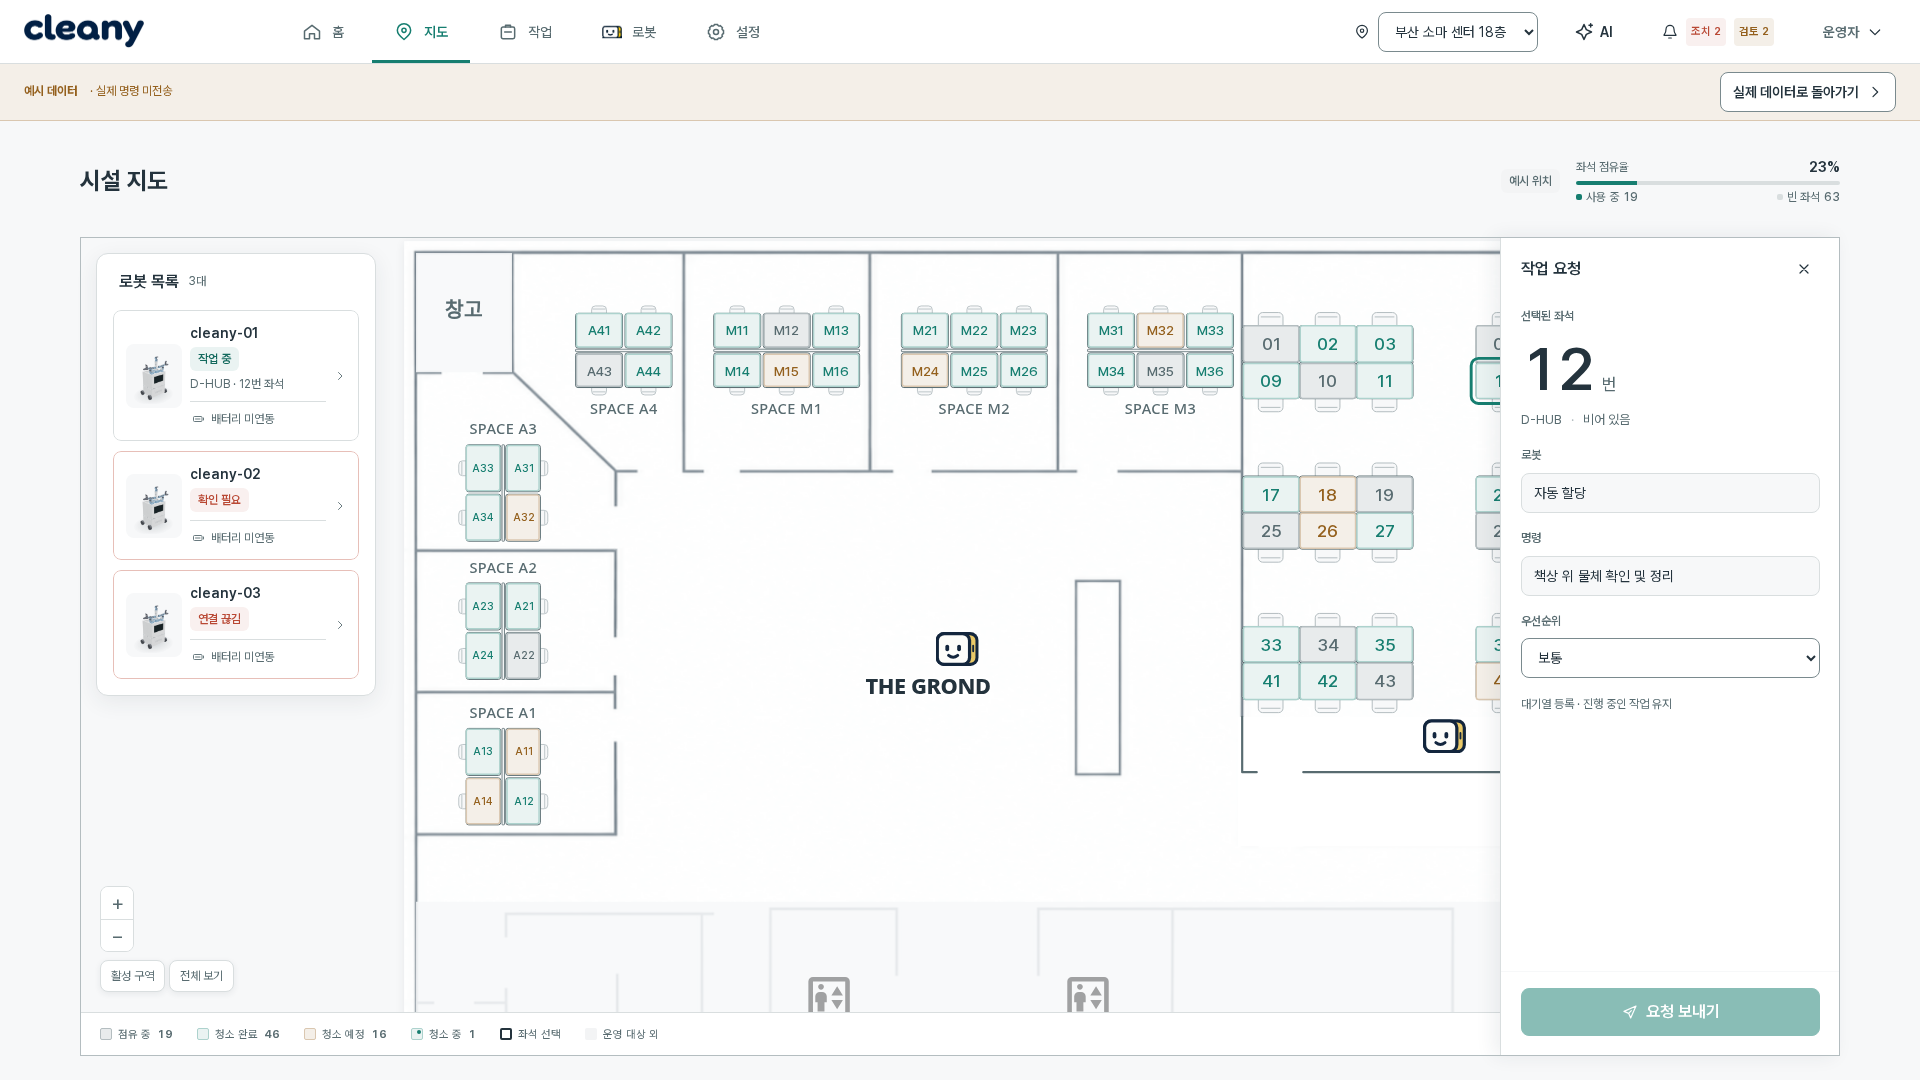 cleany
홈
지도
작업
로봇
설정
부산 소마 센터 18층
AI
조치 2
검토 2
운영자
예시 데이터 · 실제 명령 미전송
실제 데이터로 돌아가기
시설 지도
예시 위치
좌석 점유율 23%
사용 중 19
빈 좌석 63
로봇 목록 3대
cleany-01
작업 중
D-HUB · 12번 좌석
배터리 미연동
cleany-02
확인 필요
배터리 미연동
cleany-03
연결 끊김
배터리 미연동
+
−
활성 구역
전체 보기
창고
A41 A42
A43 A44
SPACE A4
M11 M12 M13
M14 M15 M16
SPACE M1
M21 M22 M23
M24 M25 M26
SPACE M2
M31 M32 M33
M34 M35 M36
SPACE M3
01 02 03
09 10 11
17 18 19
25 26 27
33 34 35
41 42 43
SPACE A3
A33 A31
A34 A32
SPACE A2
A23 A21
A24 A22
SPACE A1
A13 A11
A14 A12
THE GROND
점유 중 19
청소 완료 46
청소 예정 16
청소 중 1
좌석 선택
운영 대상 외
작업 요청
선택된 좌석
12 번
D-HUB · 비어 있음
로봇
자동 할당
명령
책상 위 물체 확인 및 정리
우선순위
보통
대기열 등록 · 진행 중인 작업 유지
요청 보내기